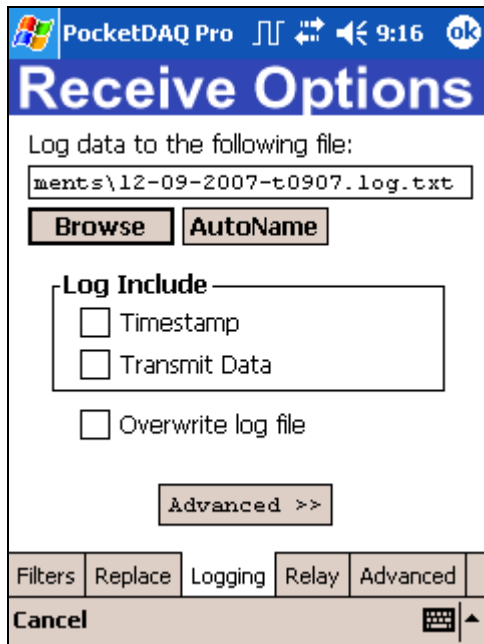 PocketDAQ Pro 9:16 ok
Receive Options
Log data to the following file:
ments\12-09-2007-t0907.log.txt
Browse AutoName
Log Include
Timestamp
Transmit Data
Overwrite log file
Advanced >>
Filters Replace Logging Relay Advanced
Cancel